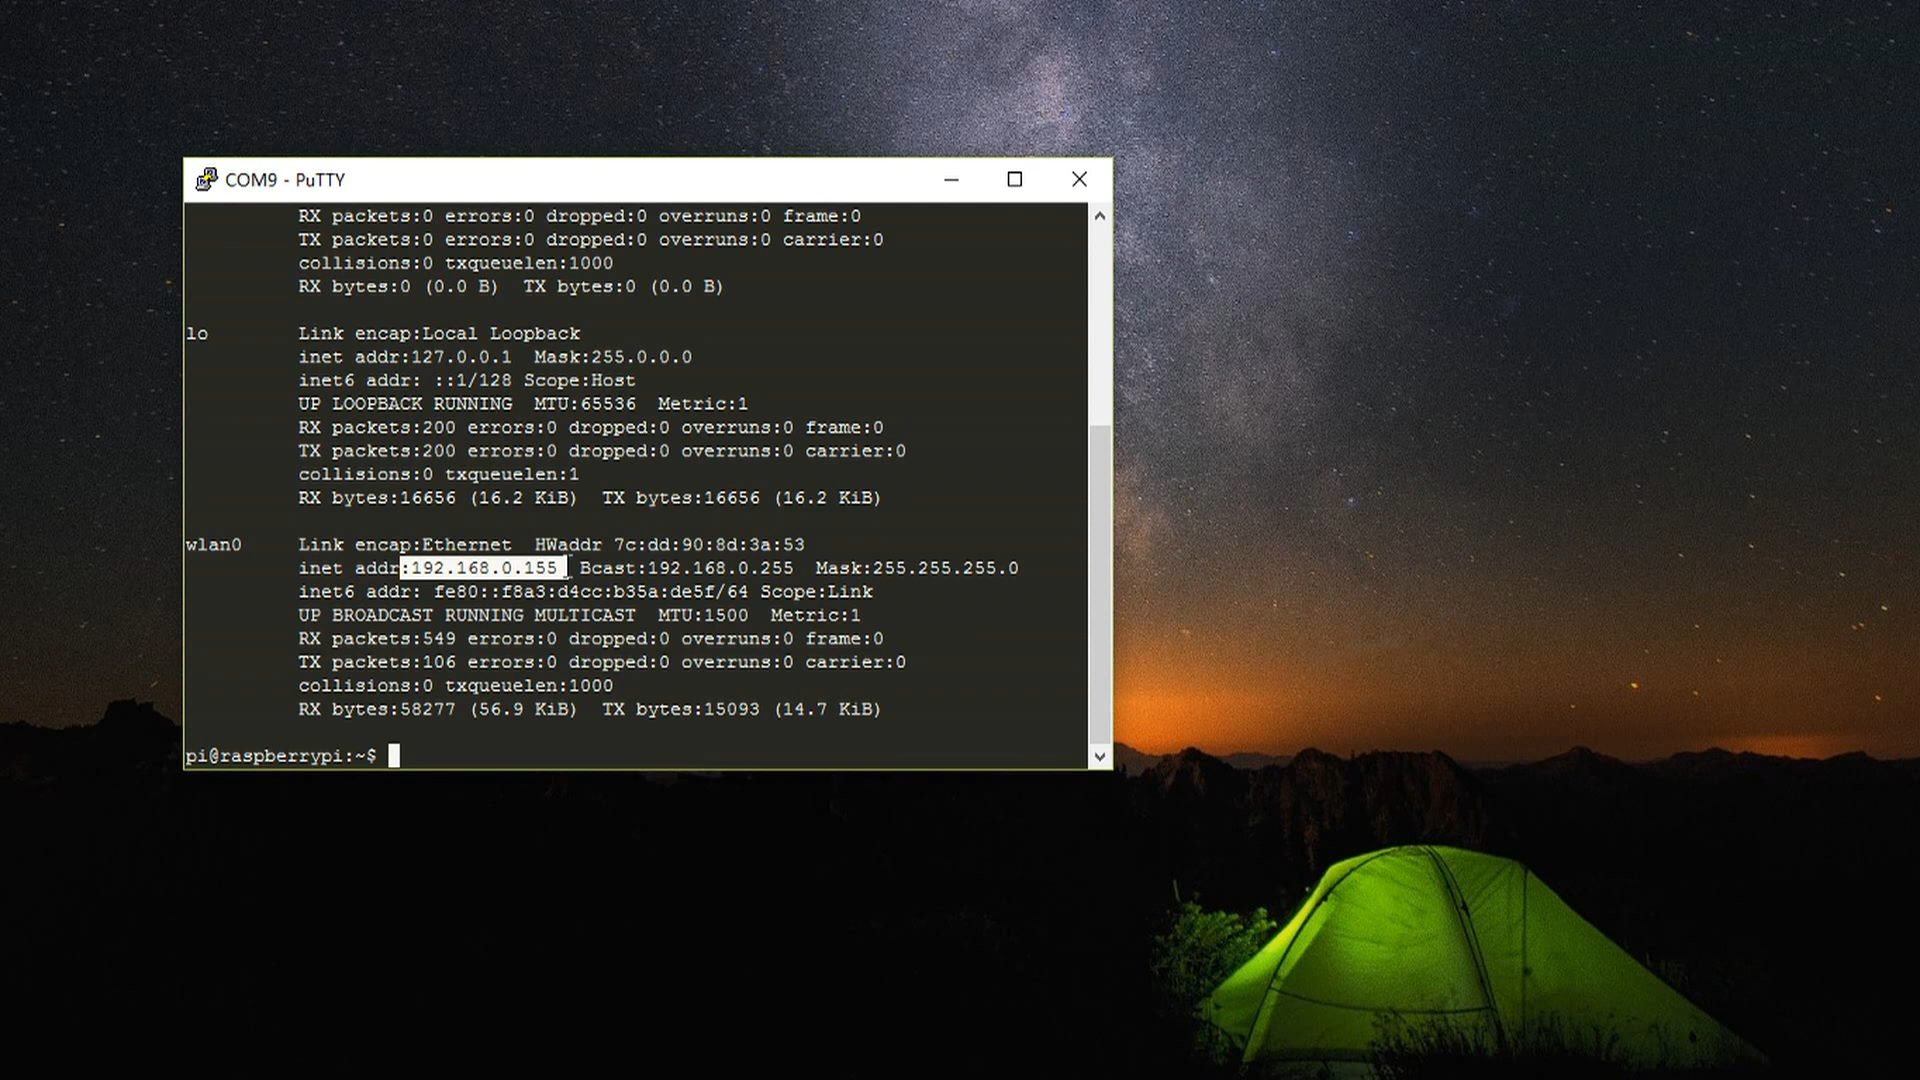 COM9 - PuTTY
RX packets:0 errors:0 dropped:0 overruns:0 frame:0
TX packets:0 errors:0 dropped:0 overruns:0 carrier:0
collisions:0 txqueuelen:1000
RX bytes:0 (0.0 B)  TX bytes:0 (0.0 B)
lo        Link encap:Local Loopback
inet addr:127.0.0.1  Mask:255.0.0.0
inet6 addr: ::1/128 Scope:Host
UP LOOPBACK RUNNING  MTU:65536  Metric:1
RX packets:200 errors:0 dropped:0 overruns:0 frame:0
TX packets:200 errors:0 dropped:0 overruns:0 carrier:0
collisions:0 txqueuelen:1
RX bytes:16656 (16.2 KiB)  TX bytes:16656 (16.2 KiB)
wlan0     Link encap:Ethernet  HWaddr 7c:dd:90:8d:3a:53
inet addr:192.168.0.155  Bcast:192.168.0.255  Mask:255.255.255.0
inet6 addr: fe80::f8a3:d4cc:b35a:de5f/64 Scope:Link
UP BROADCAST RUNNING MULTICAST  MTU:1500  Metric:1
RX packets:549 errors:0 dropped:0 overruns:0 frame:0
TX packets:106 errors:0 dropped:0 overruns:0 carrier:0
collisions:0 txqueuelen:1000
RX bytes:58277 (56.9 KiB)  TX bytes:15093 (14.7 KiB)
pi@raspberrypi:~$